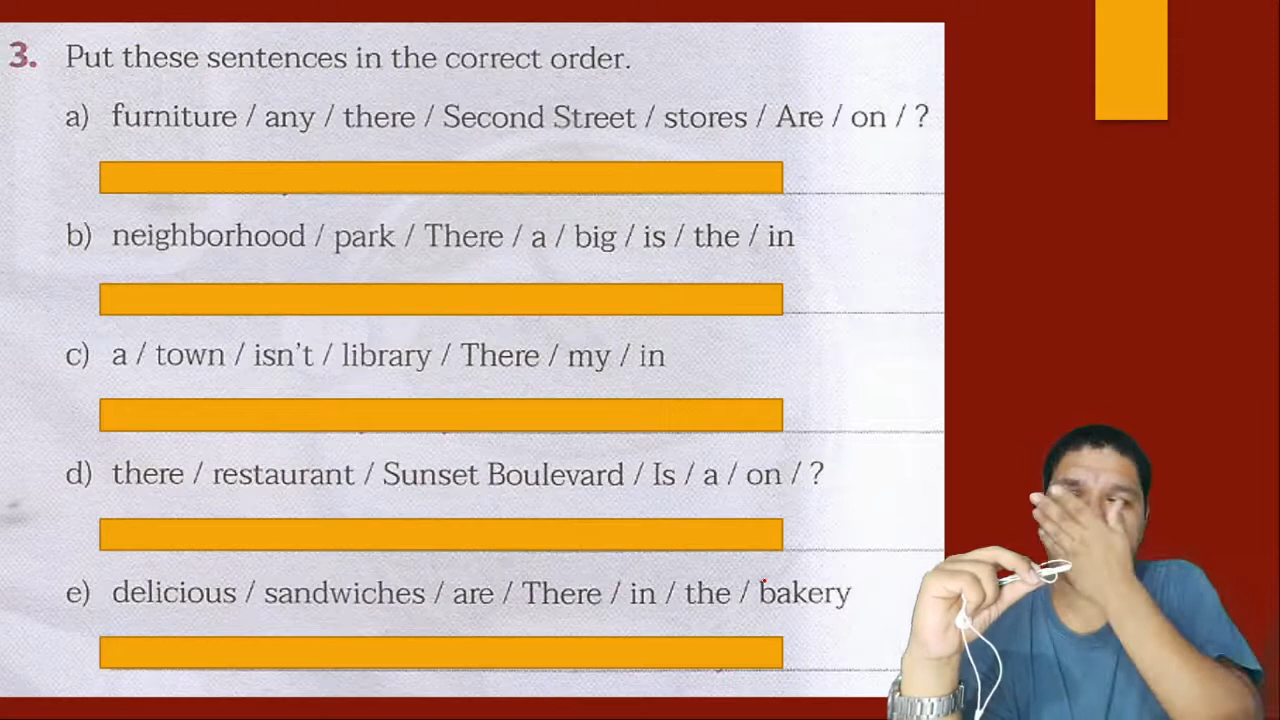 3. Put these sentences in the correct order.
a) furniture / any / there / Second Street / stores / Are / on / ?
b) neighborhood / park / There / a / big / is / the / in
c) a / town / isn't / library / There / my / in
d) there / restaurant / Sunset Boulevard / Is / a / on / ?
e) delicious / sandwiches / are / There / in / the / bakery